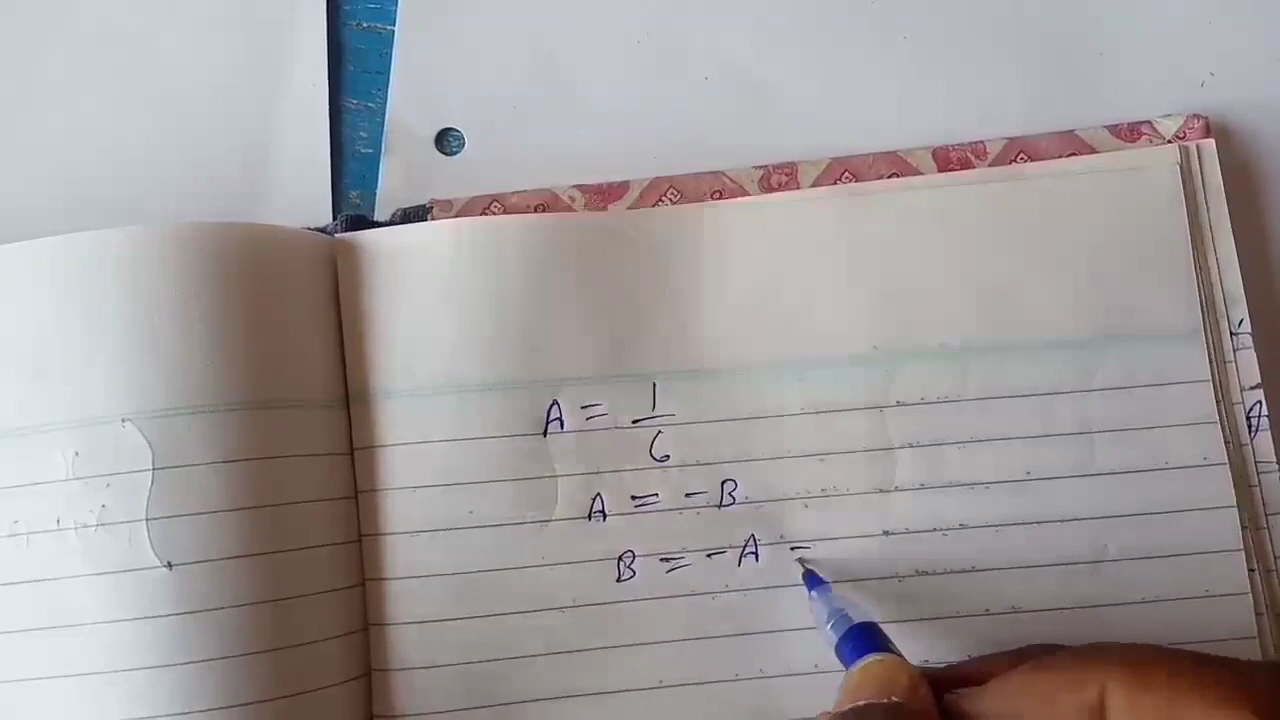 A = 1/6
A = -B
B = -A =